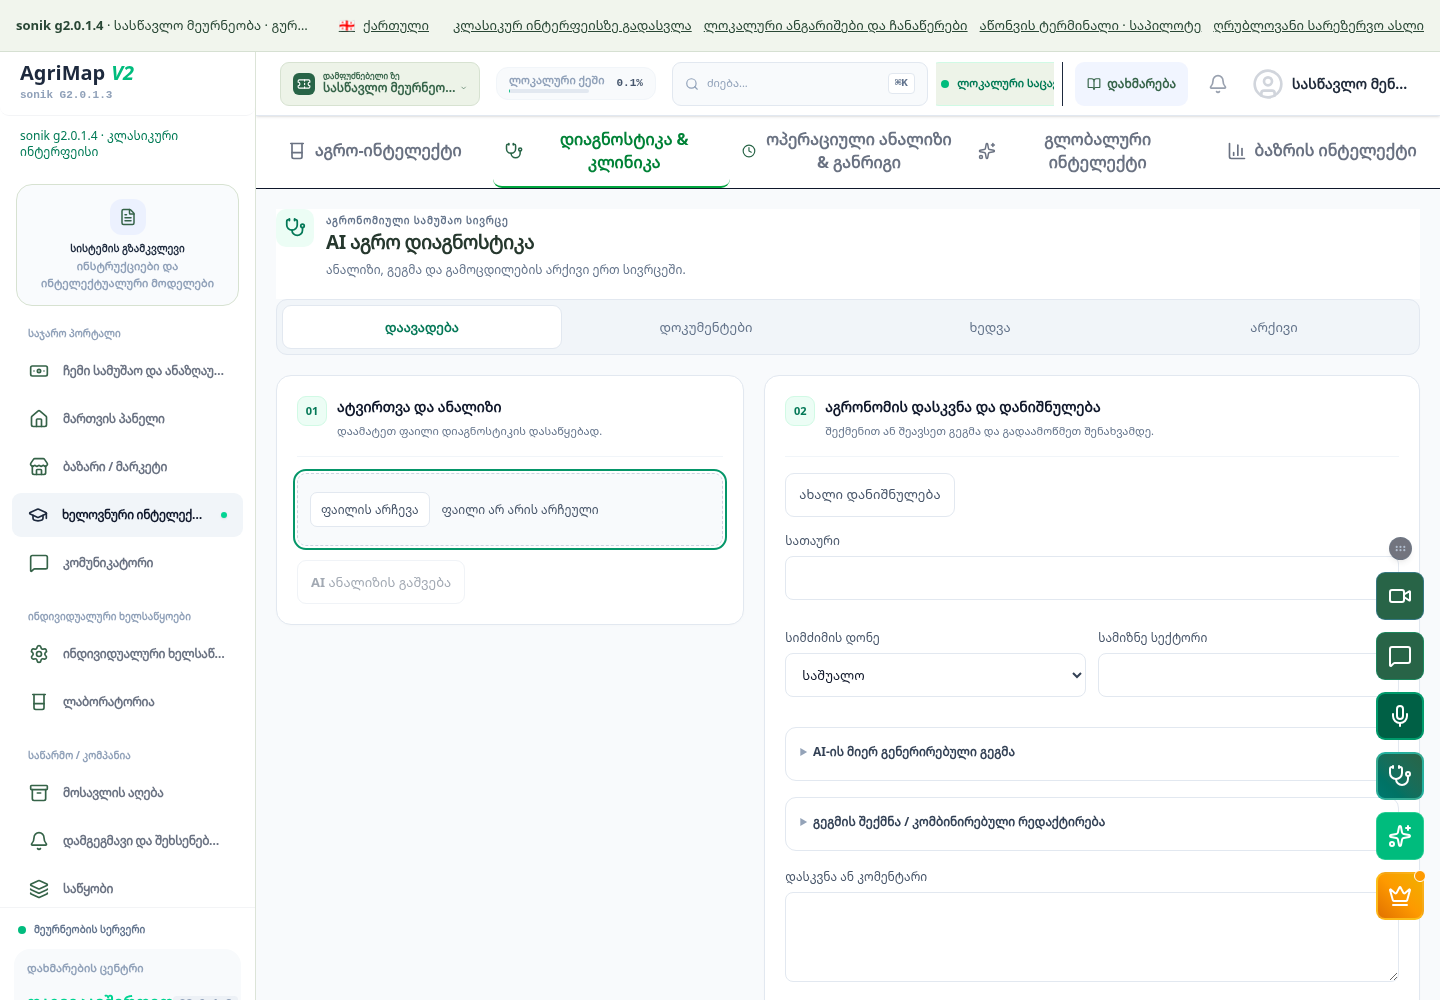 sonik g2.0.1.4 · სასწავლო მეურნეობა · გურ...
🇬🇪 ქართული
კლასიკურ ინტერფეისზე გადასვლა
ლოკალური ანგარიშები და ჩანაწერები
აწონვის ტერმინალი · საპილოტე
ღრუბლოვანი სარეზერვო ასლი
AgriMap V2
sonik G2.0.1.3
დამფუძნებელი ზე
სასწავლო მეურნეო...
ლოკალური ქეში 0.1%
ძიება...
⌘K
ლოკალური საცა
დახმარება
სასწავლო მენ...
sonik g2.0.1.4 · კლასიკური
ინტერფეისი
სისტემის გზამკვლევი
ინსტრუქციები და
ინტელექტუალური მოდელები
საჯარო პორტალი
ჩემი სამუშაო და ანაზღაუ...
მართვის პანელი
ბაზარი / მარკეტი
ხელოვნური ინტელექ...
კომუნიკატორი
ინდივიდუალური ხელსაწყოები
ინდივიდუალური ხელსაწ...
ლაბორატორია
საწარმო / კომპანია
მოსავლის აღება
დამგეგმავი და შეხსენებ...
საწყობი
მეურნეობის სერვერი
დახმარების ცენტრი
აგრო-ინტელექტი
დიაგნოსტიკა &
კლინიკა
ოპერაციული ანალიზი
& განრიგი
გლობალური
ინტელექტი
ბაზრის ინტელექტი
აგრონომიული სამუშაო სივრცე
AI აგრო დიაგნოსტიკა
ანალიზი, გეგმა და გამოცდილების არქივი ერთ სივრცეში.
დაავადება
დოკუმენტები
ხედვა
არქივი
01 ატვირთვა და ანალიზი
დაამატეთ ფაილი დიაგნოსტიკის დასაწყებად.
ფაილის არჩევა ფაილი არ არის არჩეული
AI ანალიზის გაშვება
02 აგრონომის დასკვნა და დანიშნულება
შექმენით ან შეავსეთ გეგმა და გადაამოწმეთ შენახვამდე.
ახალი დანიშნულება
სათაური
სიმძიმის დონე
სამიზნე სექტორი
საშუალო
AI-ის მიერ გენერირებული გეგმა
გეგმის შექმნა / კომბინირებული რედაქტირება
დასკვნა ან კომენტარი